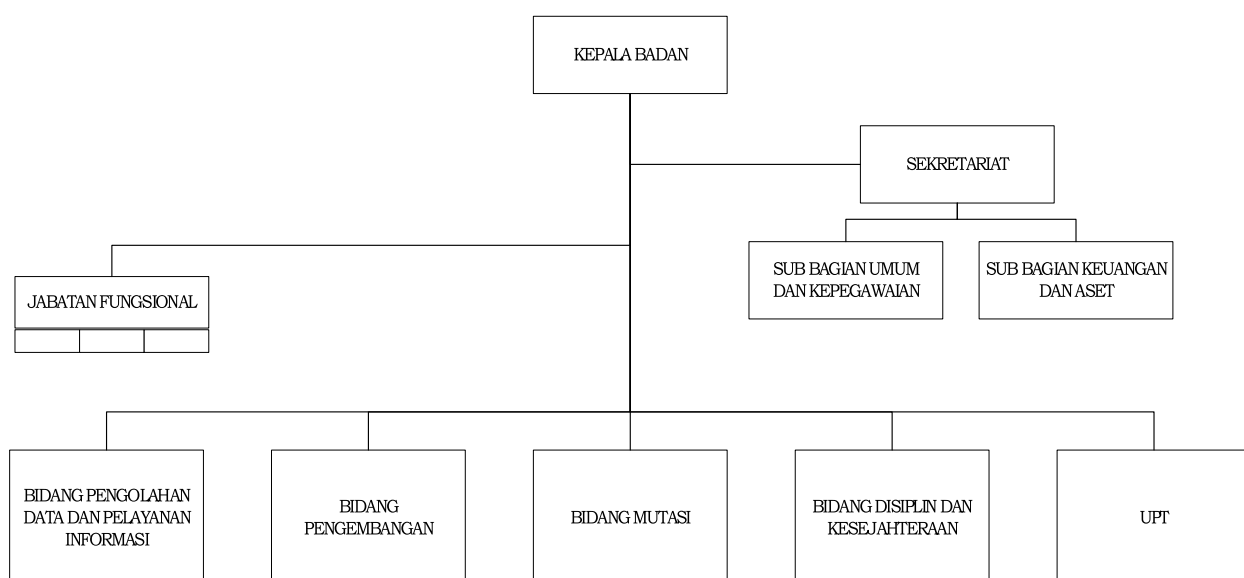 KEPALA BADAN
SEKRETARIAT
SUB BAGIAN UMUM
DAN KEPEGAWAIAN
SUB BAGIAN KEUANGAN
DAN ASET
JABATAN FUNGSIONAL
BIDANG PENGOLAHAN
DATA DAN PELAYANAN
INFORMASI
BIDANG
PENGEMBANGAN
BIDANG MUTASI
BIDANG DISIPLIN DAN
KESEJAHTERAAN
UPT